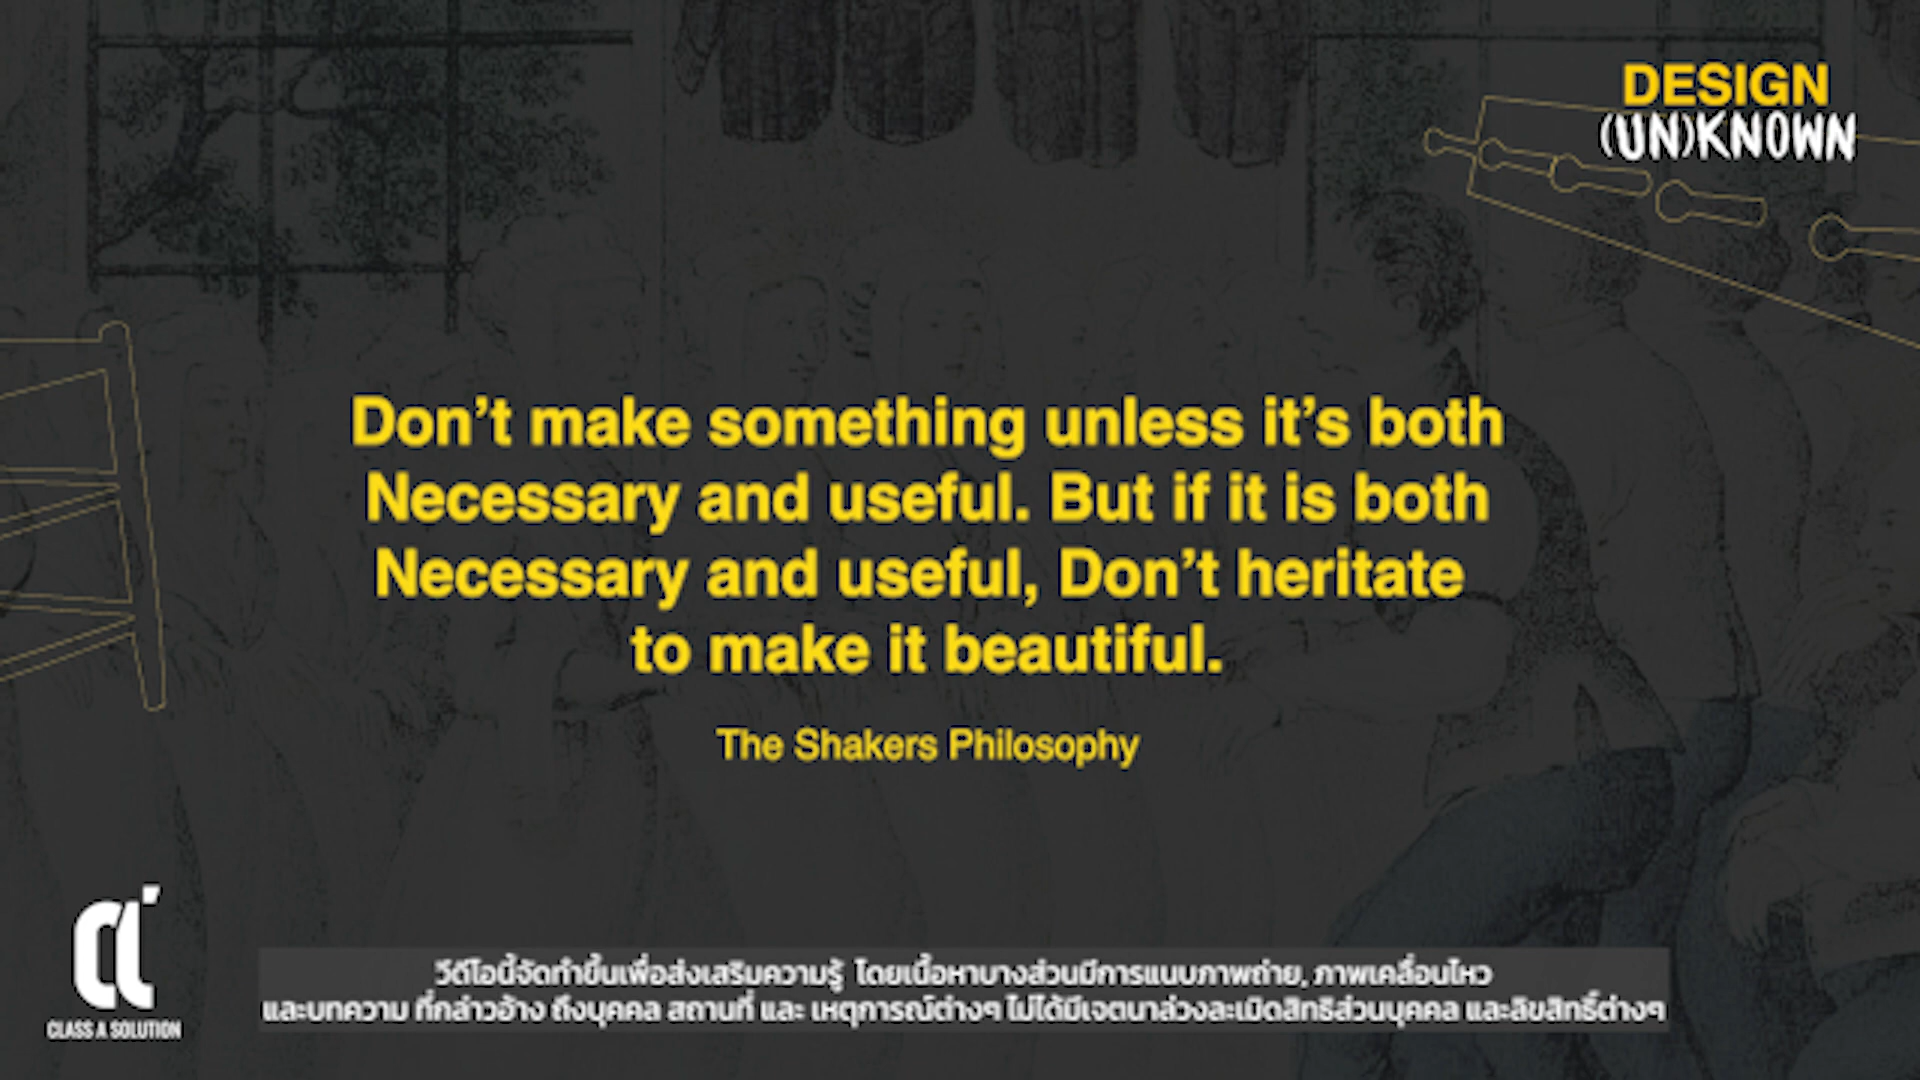 DESIGN
(UN)KNOWN
Don't make something unless it's both
Necessary and useful. But if it is both
Necessary and useful, Don't heritate
to make it beautiful.
The Shakers Philosophy
CLASS A SOLUTION
วีดีโอนี้จัดทำขึ้นเพื่อส่งเสริมความรู้ โดยเนื้อหาบางส่วนมีการแนบภาพถ่าย, ภาพเคลื่อนไหว
และบทความ ที่กล่าวอ้าง ถึงบุคคล สถานที่ และ เหตุการณ์ต่างๆ ไม่ได้มีเจตนาล่วงละเมิดสิทธิส่วนบุคคล และลิขสิทธิ์ต่างๆ